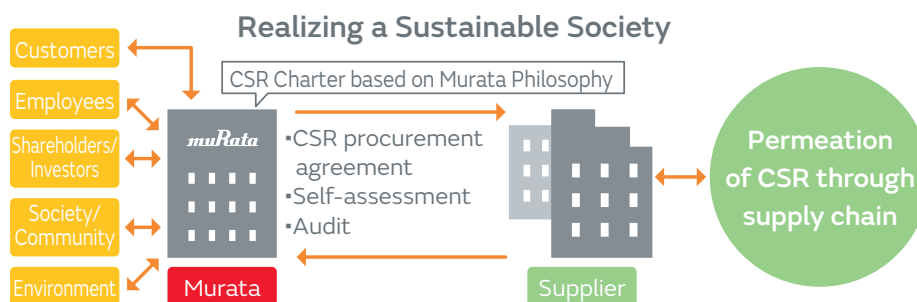 Realizing a Sustainable Society
Customers
Employees
Shareholders/
Investors
Society/
Community
Environment
CSR Charter based on Murata Philosophy
muRata
Murata
•CSR procurement
agreement
•Self-assessment
•Audit
Supplier
Permeation
of CSR through
supply chain